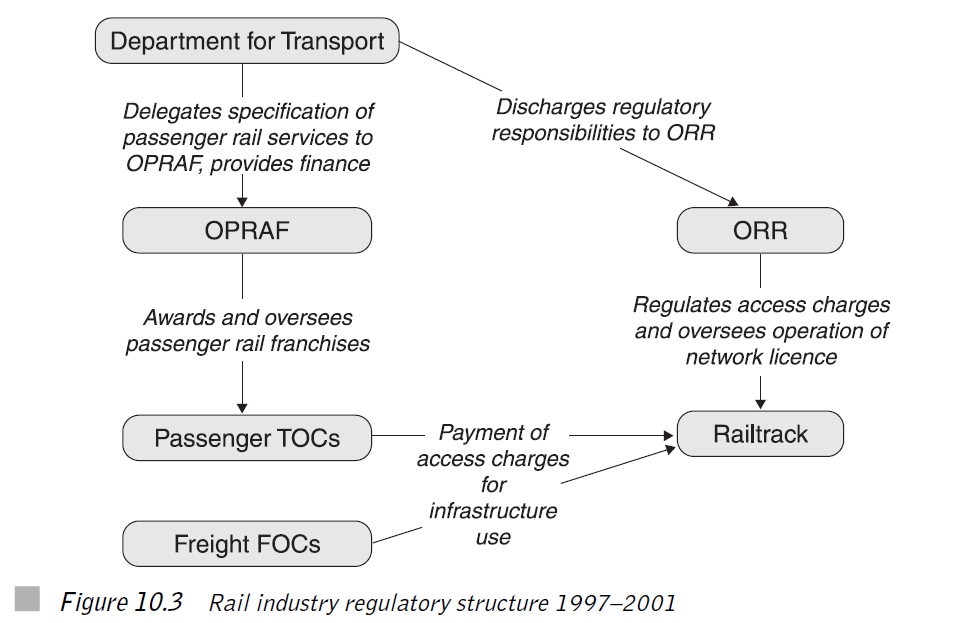 Department for Transport
Delegates specification of
passenger rail services to
OPRAF, provides finance
Discharges regulatory
responsibilities to ORR
OPRAF
ORR
Awards and oversees
passenger rail franchises
Regulates access charges
and oversees operation of
network licence
Passenger TOCs
Payment of
access charges
for
infrastructure
use
Railtrack
Freight FOCs
Figure 10.3 Rail industry regulatory structure 1997–2001